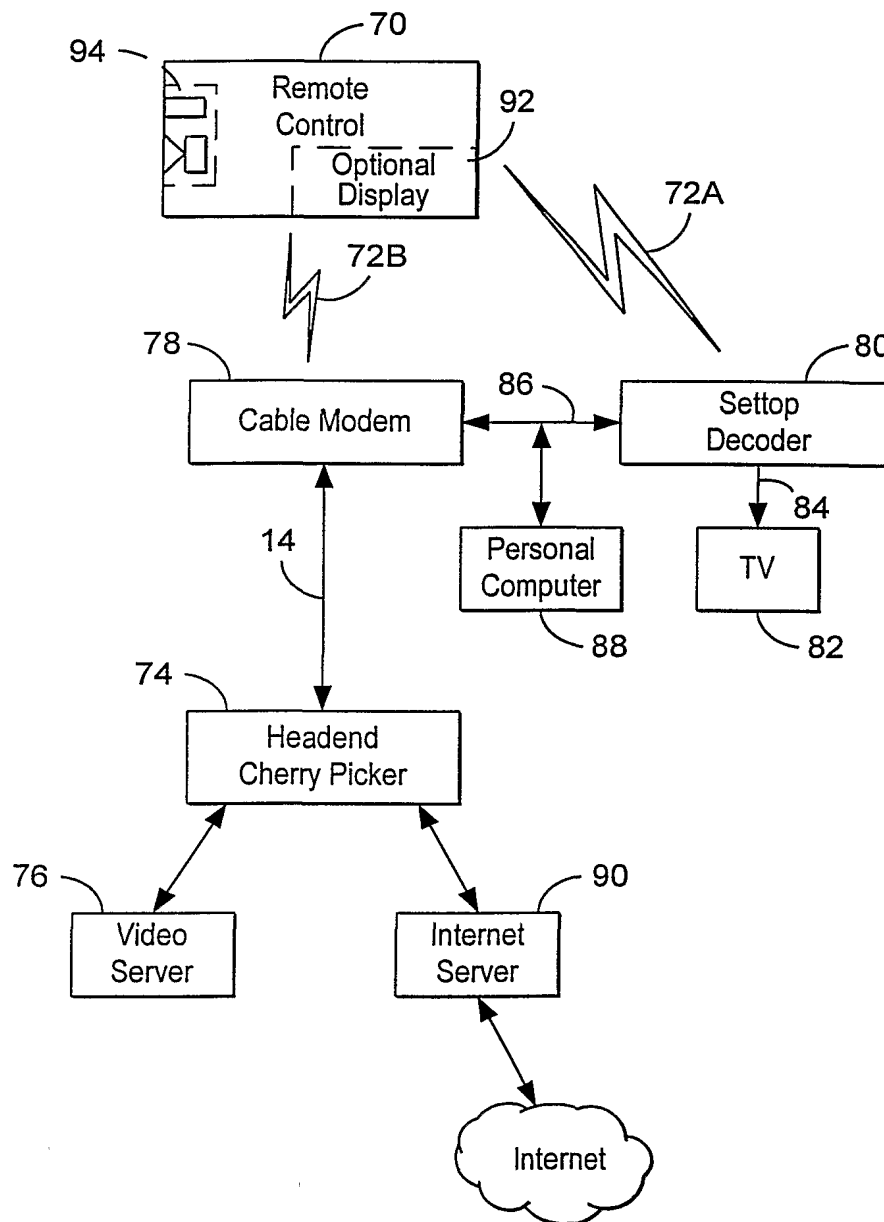 70
94
Remote
Control
92
Optional
Display
72A
72B
78
80
Cable Modem
86
Settop
Decoder
84
14
Personal
Computer
TV
88
82
74
Headend
Cherry Picker
76
90
Video
Server
Internet
Server
Internet